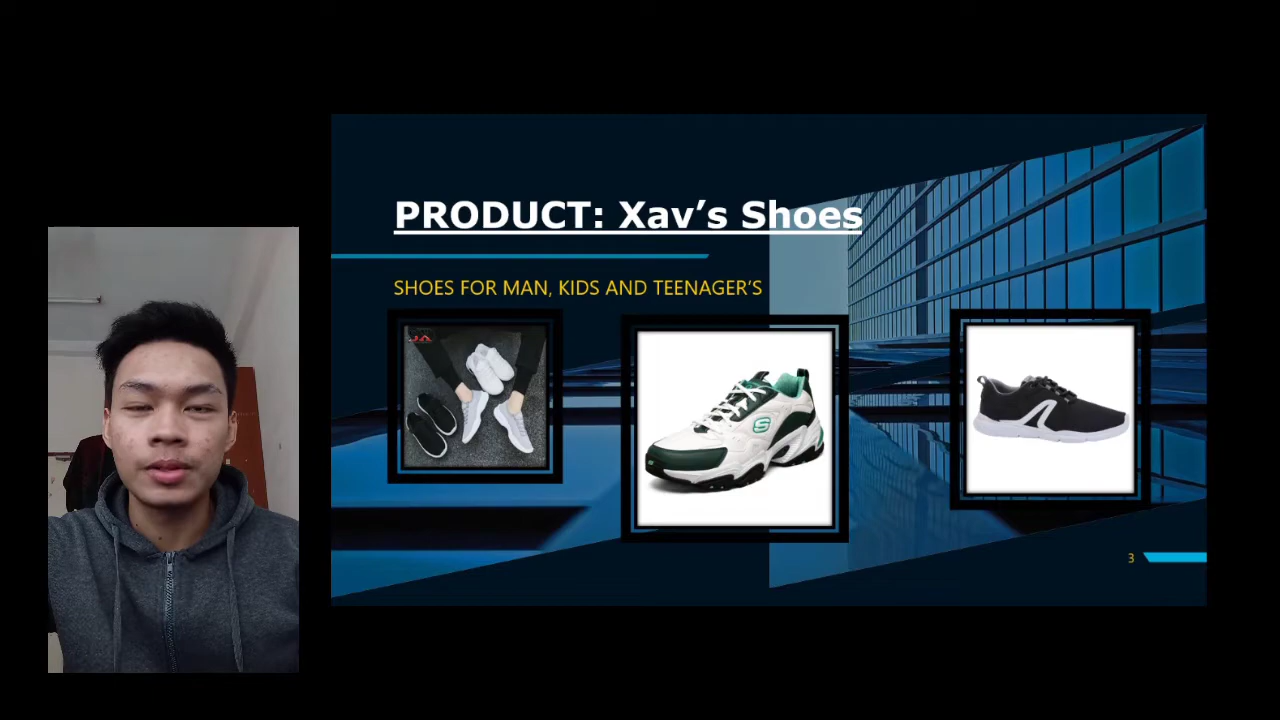 PRODUCT: Xav’s Shoes
SHOES FOR MAN, KIDS AND TEENAGER’S
3